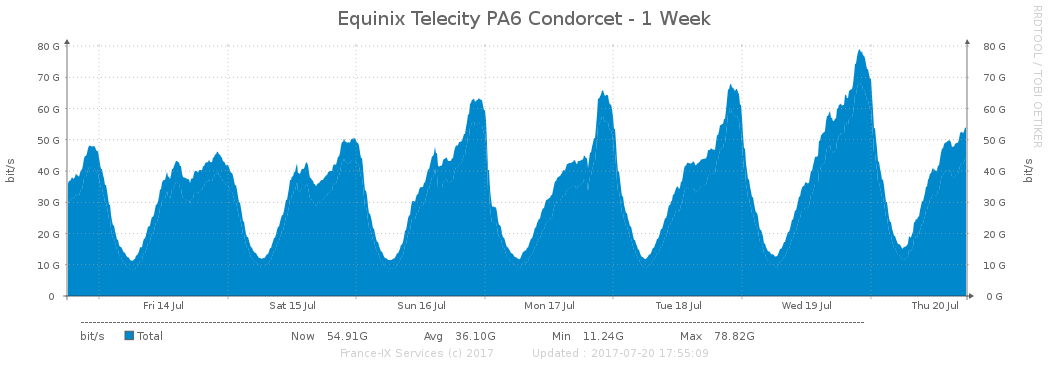 Equinix Telecity PA6 Condorcet - 1 Week
RRDTOOL / TOBI OETIKER
bit/s
80 G
70 G
60 G
50 G
40 G
30 G
20 G
10 G
0
80 G
70 G
60 G
50 G
40 G
30 G
20 G
10 G
0 G
bit/s
Fri 14 Jul Sat 15 Jul Sun 16 Jul Mon 17 Jul Tue 18 Jul Wed 19 Jul Thu 20 Jul
bit/s Total Now 54.91G Avg 36.10G Min 11.24G Max 78.82G
France-IX Services (c) 2017 Updated : 2017-07-20 17:55:09